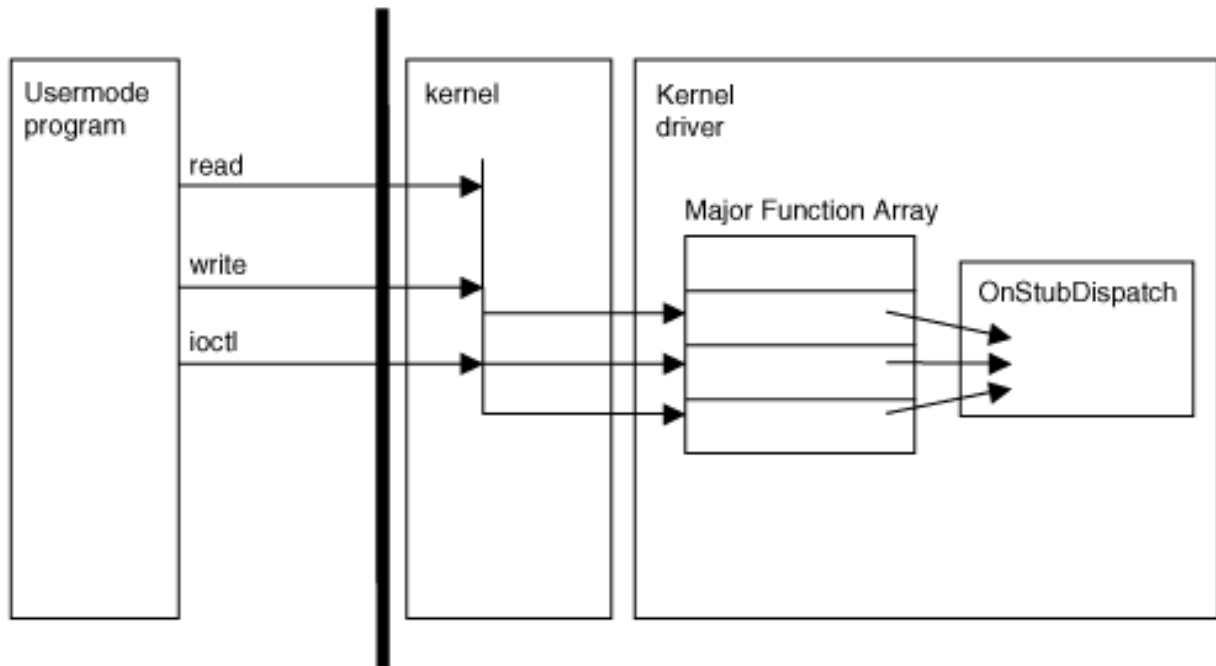 Usermode
program
kernel
Kernel
driver
read
write
ioctl
Major Function Array
OnStubDispatch